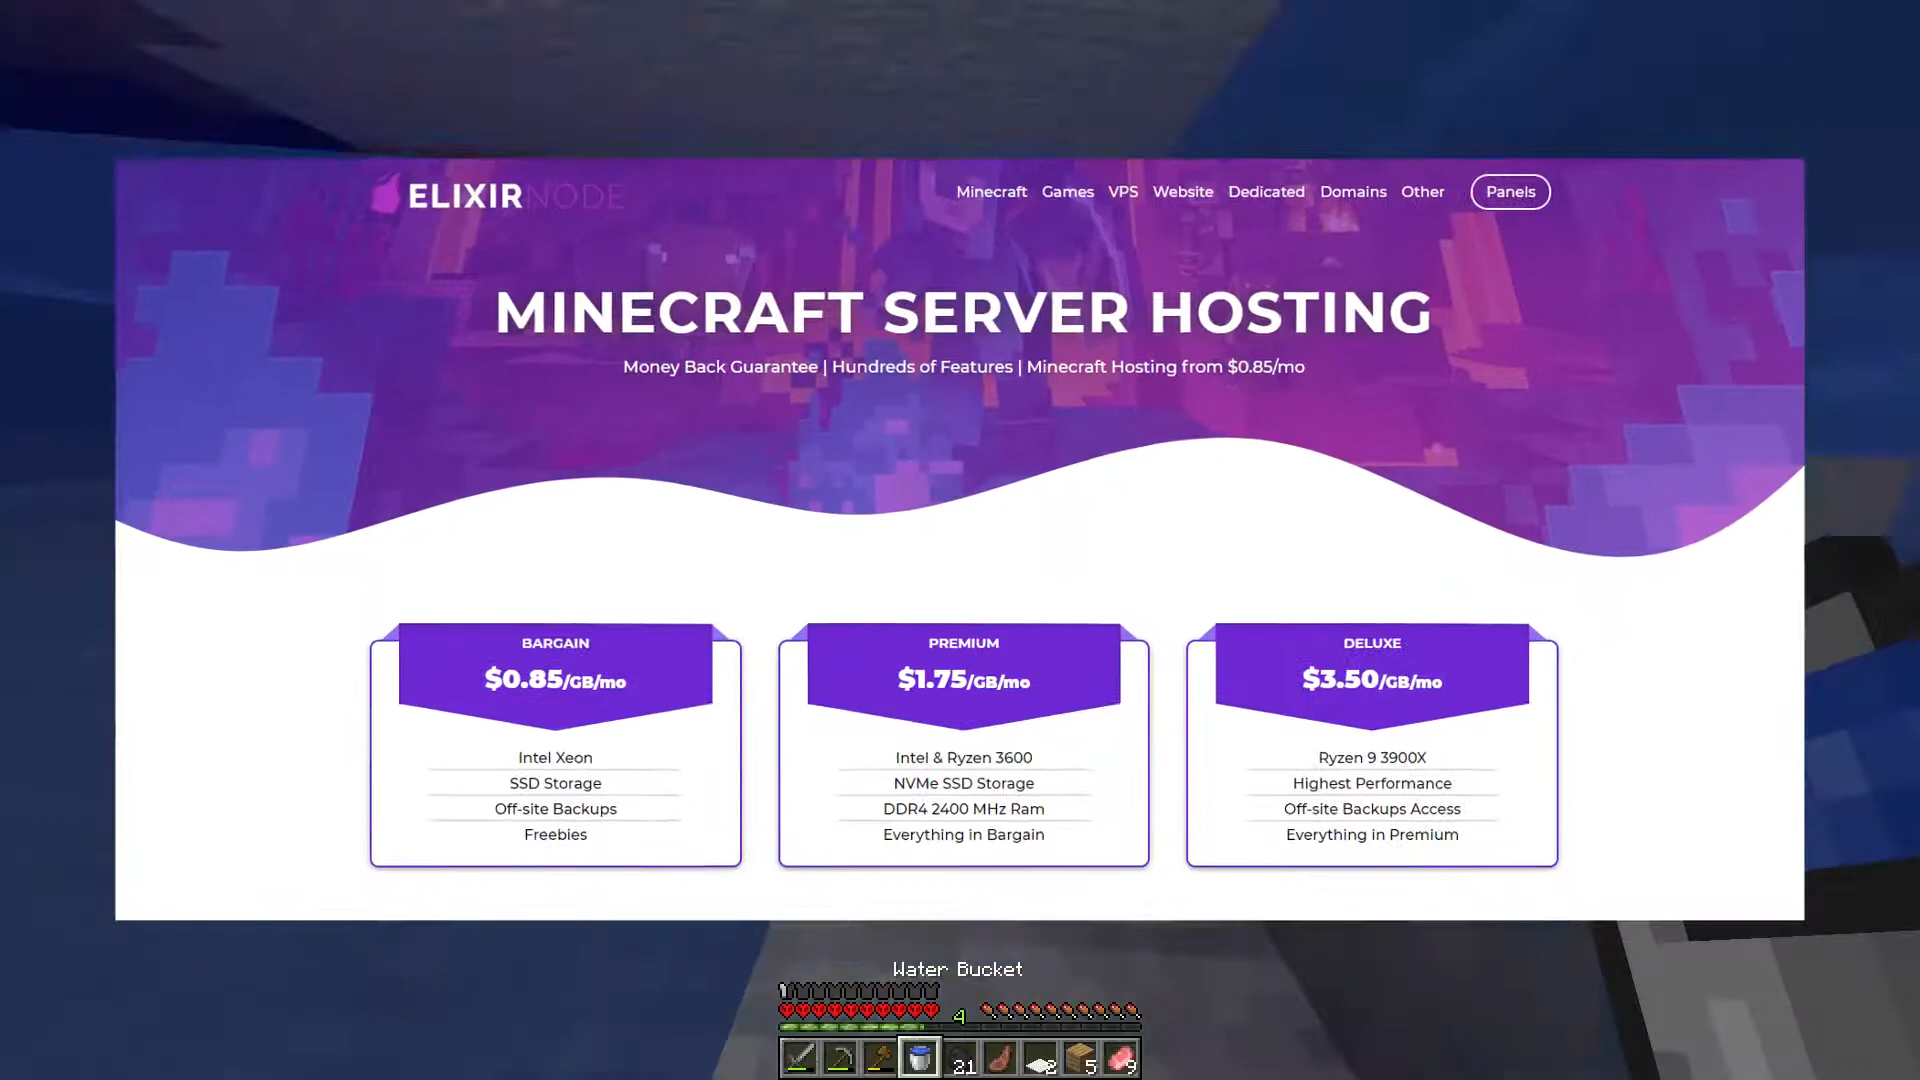 ELIXIRNODE
Minecraft Games VPS Website Dedicated Domains Other Panels
MINECRAFT SERVER HOSTING
Money Back Guarantee | Hundreds of Features | Minecraft Hosting from $0.85/mo
BARGAIN
$0.85/GB/mo
Intel Xeon
SSD Storage
Off-site Backups
Freebies
PREMIUM
$1.75/GB/mo
Intel & Ryzen 3600
NVMe SSD Storage
DDR4 2400 MHz Ram
Everything in Bargain
DELUXE
$3.50/GB/mo
Ryzen 9 3900X
Highest Performance
Off-site Backups Access
Everything in Premium
Water Bucket
4
21 2 5 9